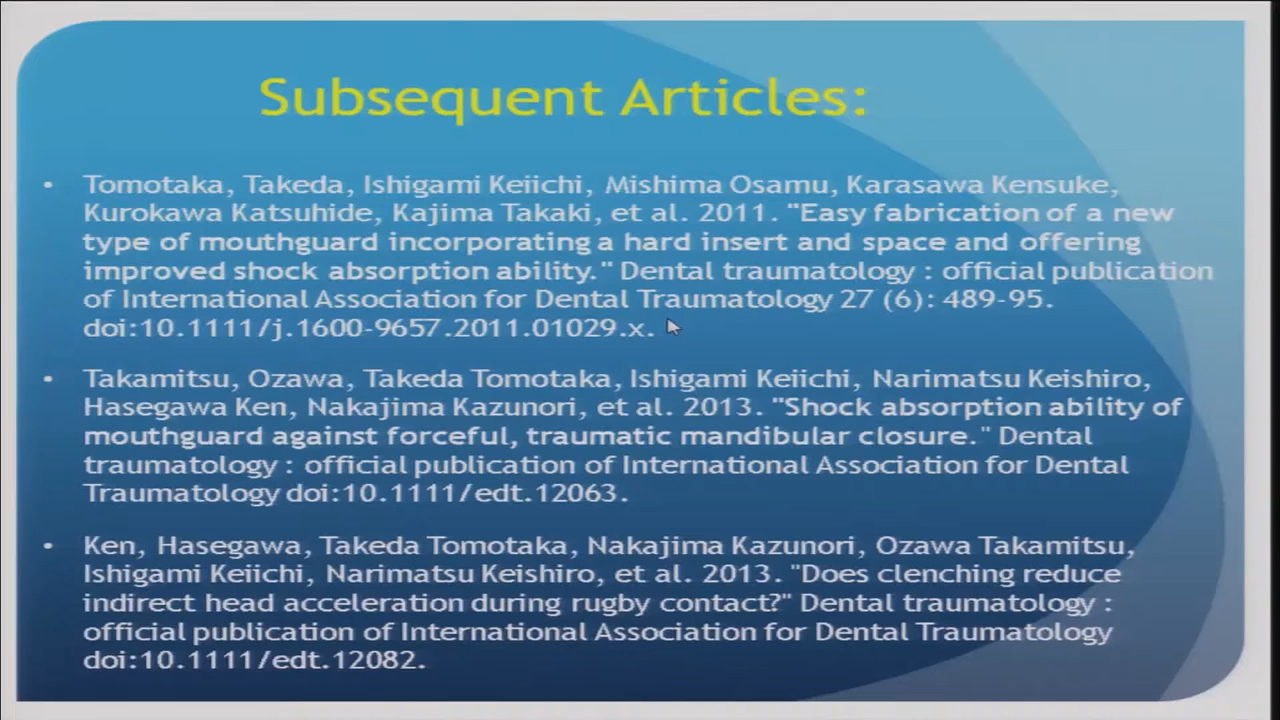 Subsequent Articles:
• Tomotaka, Takeda, Ishigami Keiichi, Mishima Osamu, Karasawa Kensuke,
Kurokawa Katsuhide, Kajima Takaki, et al. 2011. "Easy fabrication of a new
type of mouthguard incorporating a hard insert and space and offering
improved shock absorption ability." Dental traumatology : official publication
of International Association for Dental Traumatology 27 (6): 489-95.
doi:10.1111/j.1600-9657.2011.01029.x.
• Takamitsu, Ozawa, Takeda Tomotaka, Ishigami Keiichi, Narimatsu Keishiro,
Hasegawa Ken, Nakajima Kazunori, et al. 2013. "Shock absorption ability of
mouthguard against forceful, traumatic mandibular closure." Dental
traumatology : official publication of International Association for Dental
Traumatology doi:10.1111/edt.12063.
• Ken, Hasegawa, Takeda Tomotaka, Nakajima Kazunori, Ozawa Takamitsu,
Ishigami Keiichi, Narimatsu Keishiro, et al. 2013. "Does clenching reduce
indirect head acceleration during rugby contact?" Dental traumatology :
official publication of International Association for Dental Traumatology
doi:10.1111/edt.12082.